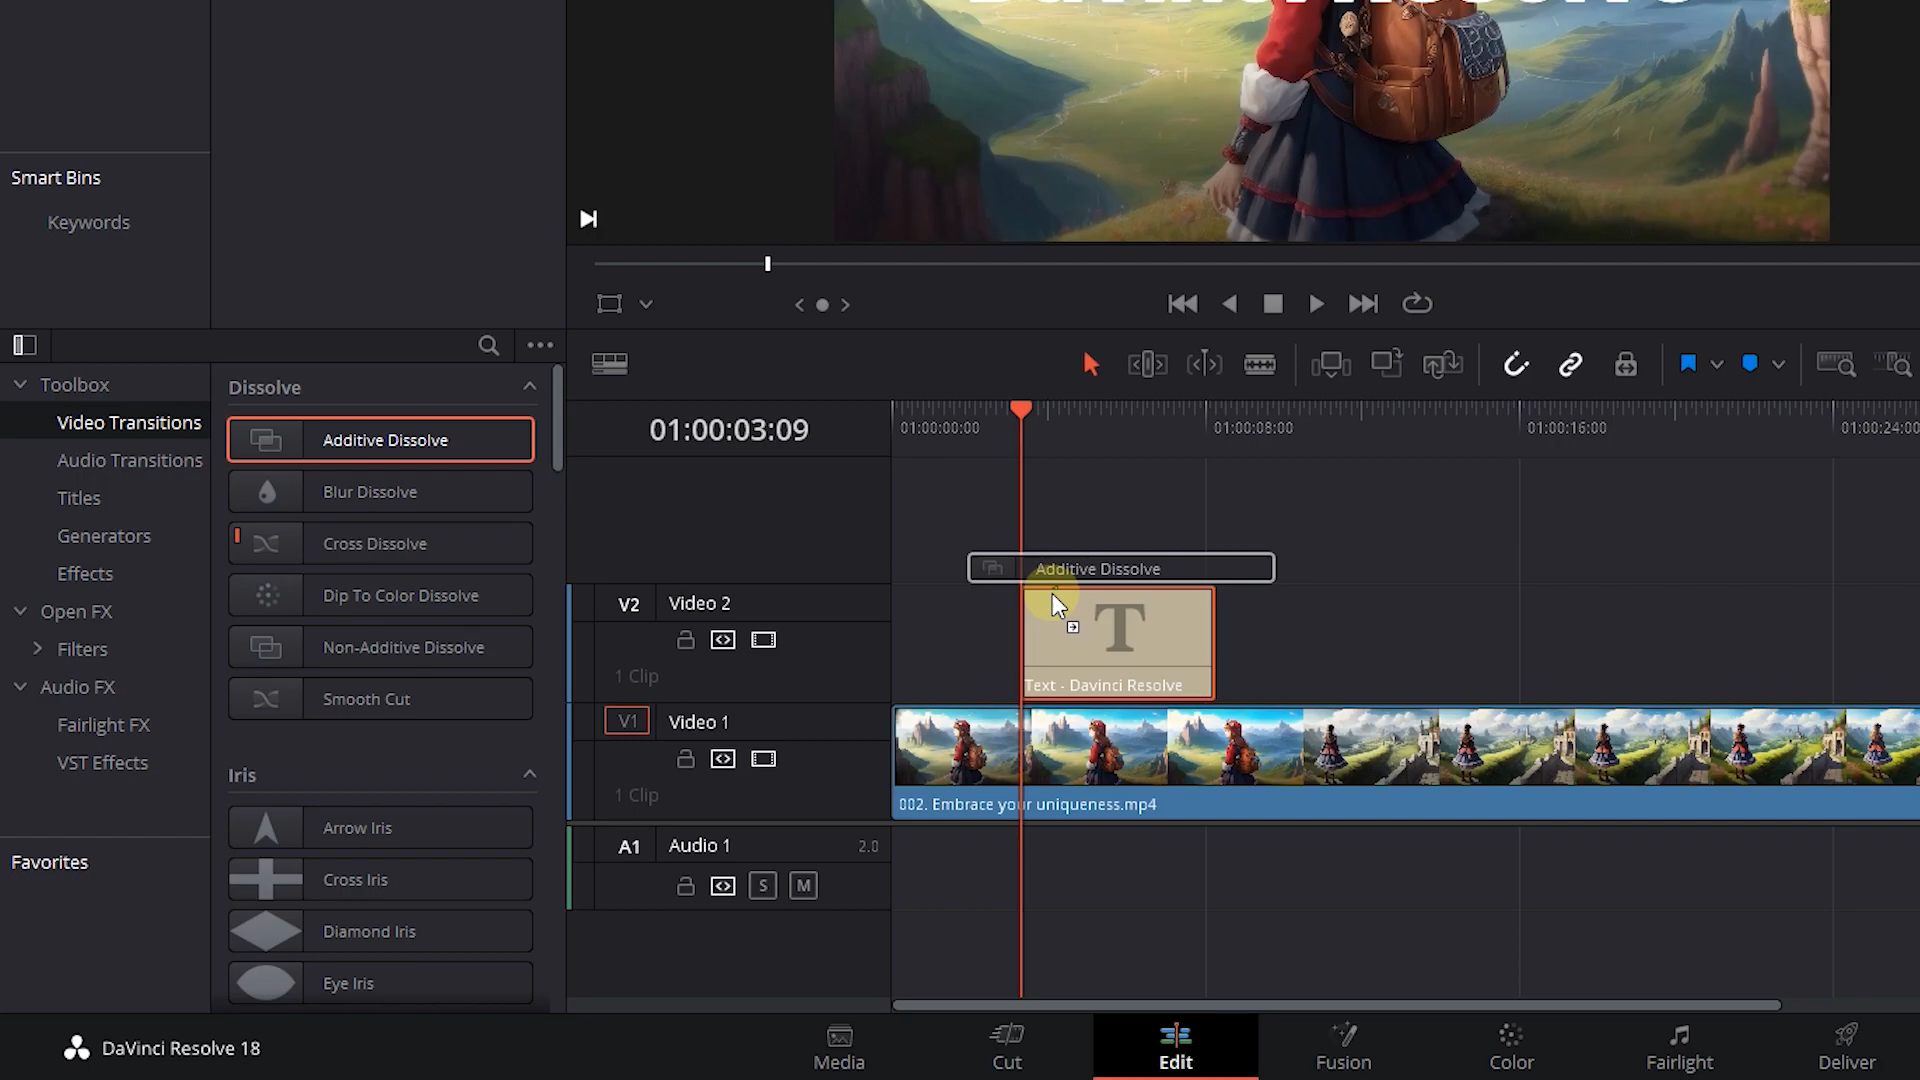 Smart Bins
Keywords
Toolbox
Video Transitions
Audio Transitions
Titles
Generators
Effects
Open FX
Filters
Audio FX
Fairlight FX
VST Effects
Favorites
Dissolve
Additive Dissolve
Blur Dissolve
Cross Dissolve
Dip To Color Dissolve
Non-Additive Dissolve
Smooth Cut
Iris
Arrow Iris
Cross Iris
Diamond Iris
Eye Iris
01:00:03:09
01:00:00:00
01:00:08:00
01:00:16:00
01:00:24:00
Additive Dissolve
V2 Video 2
1 Clip
T
Text - Davinci Resolve
V1 Video 1
1 Clip
002. Embrace your uniqueness.mp4
A1 Audio 1 2.0
S M
DaVinci Resolve 18
Media
Cut
Edit
Fusion
Color
Fairlight
Deliver